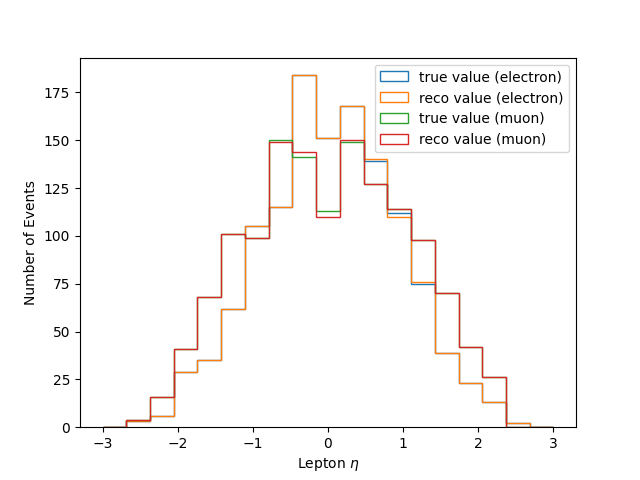 true value (electron)
reco value (electron)
true value (muon)
reco value (muon)
Number of Events
175
150
125
100
75
50
25
0
−3
−2
−1
0
1
2
3
Lepton η